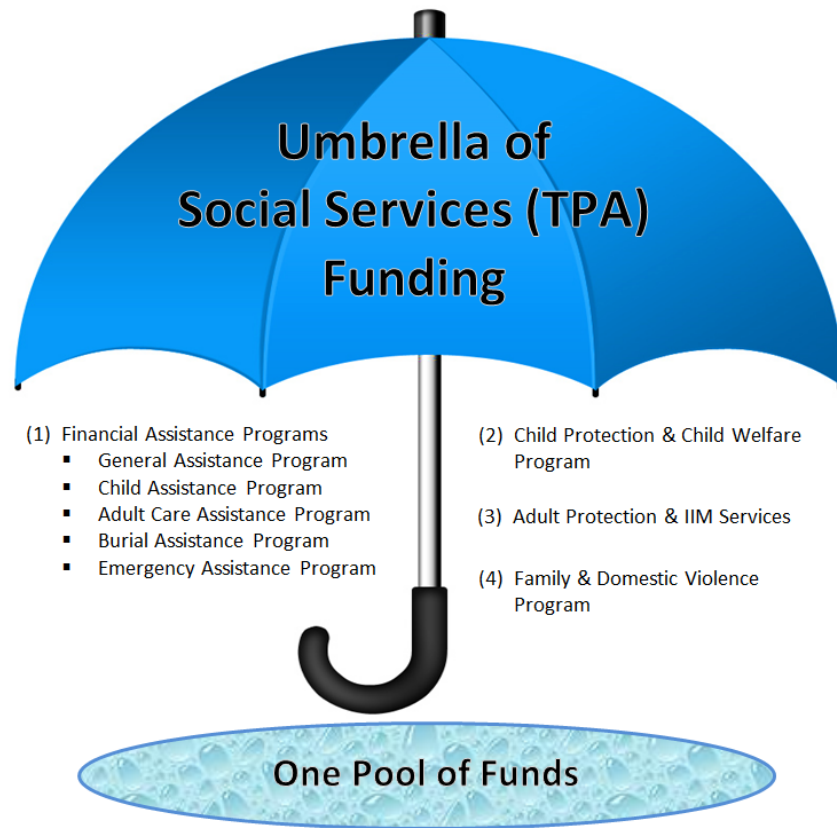 Umbrella of
Social Services (TPA)
Funding
(1) Financial Assistance Programs
▪ General Assistance Program
▪ Child Assistance Program
▪ Adult Care Assistance Program
▪ Burial Assistance Program
▪ Emergency Assistance Program
(2) Child Protection & Child Welfare
Program
(3) Adult Protection & IIM Services
(4) Family & Domestic Violence
Program
One Pool of Funds